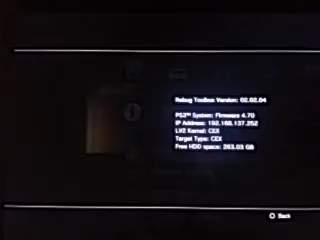 Rebug Toolbox Version: 02.02.04
PS3™ System: Firmware 4.70
IP Address: 192.168.137.252
LV2 Kernel: CEX
Target Type: CEX
Free HDD space: 263.03 GB
Back